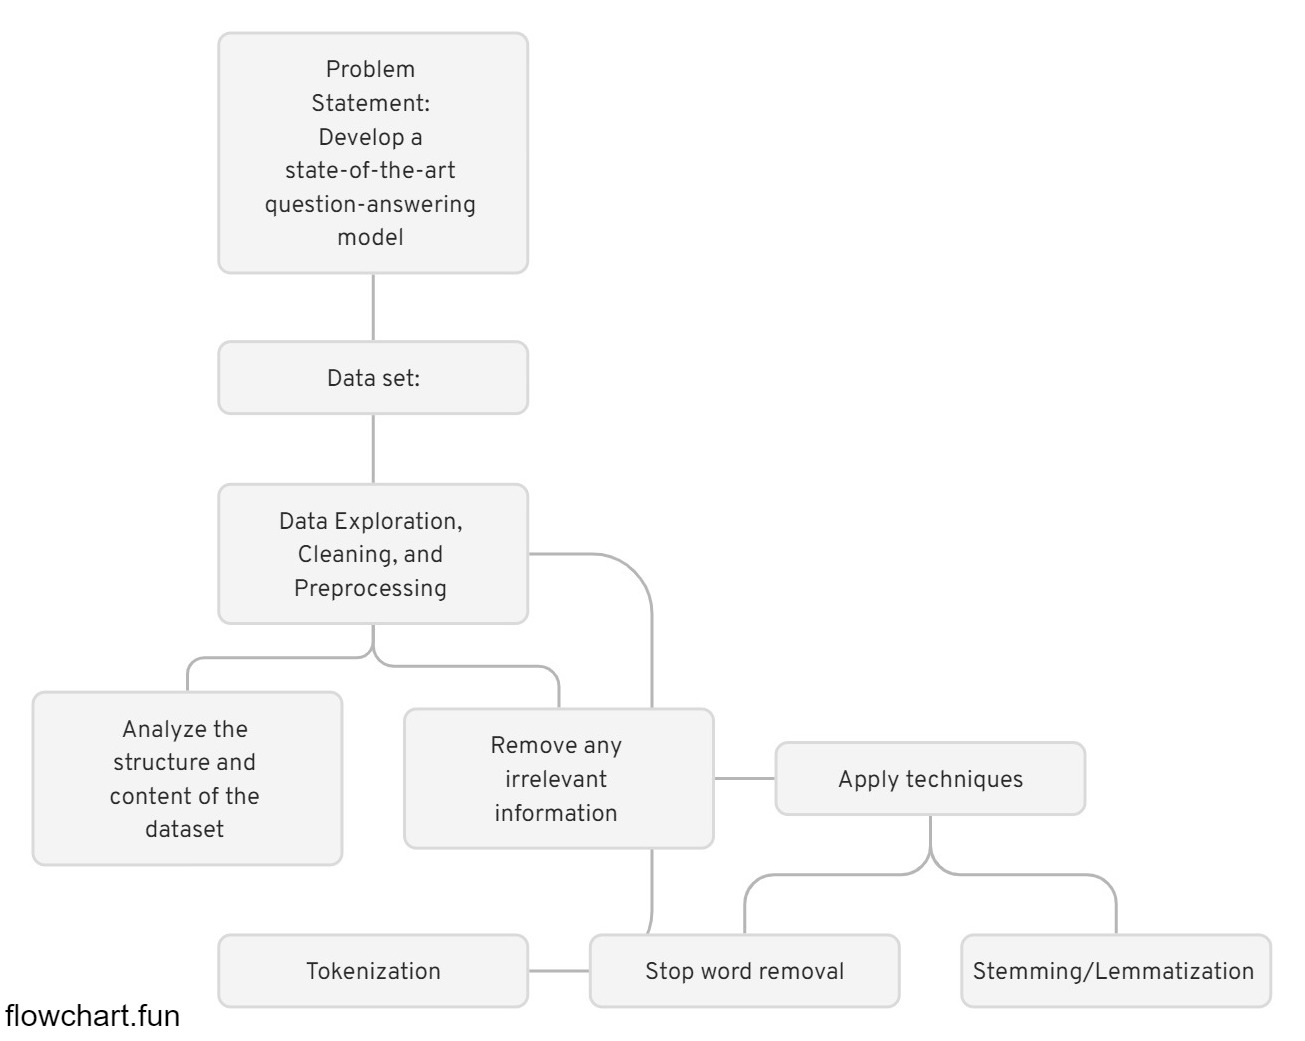 Problem
Statement:
Develop a
state-of-the-art
question-answering
model
Data set:
Data Exploration,
Cleaning, and
Preprocessing
Analyze the
structure and
content of the
dataset
Remove any
irrelevant
information
Apply techniques
Tokenization
Stop word removal
Stemming/Lemmatization
flowchart.fun